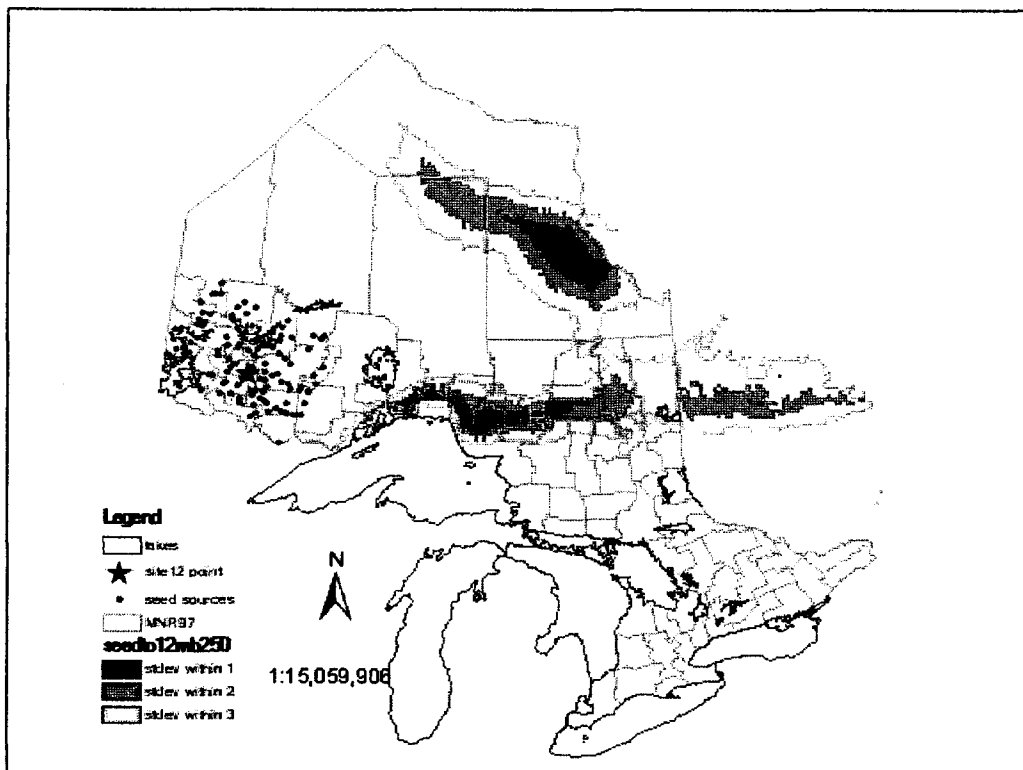 Legend
lakes
site12 point
seed sources
MNR97
seedto12wb250
stdev within 1
stdev within 2
stdev within 3
N
1:15,059,906